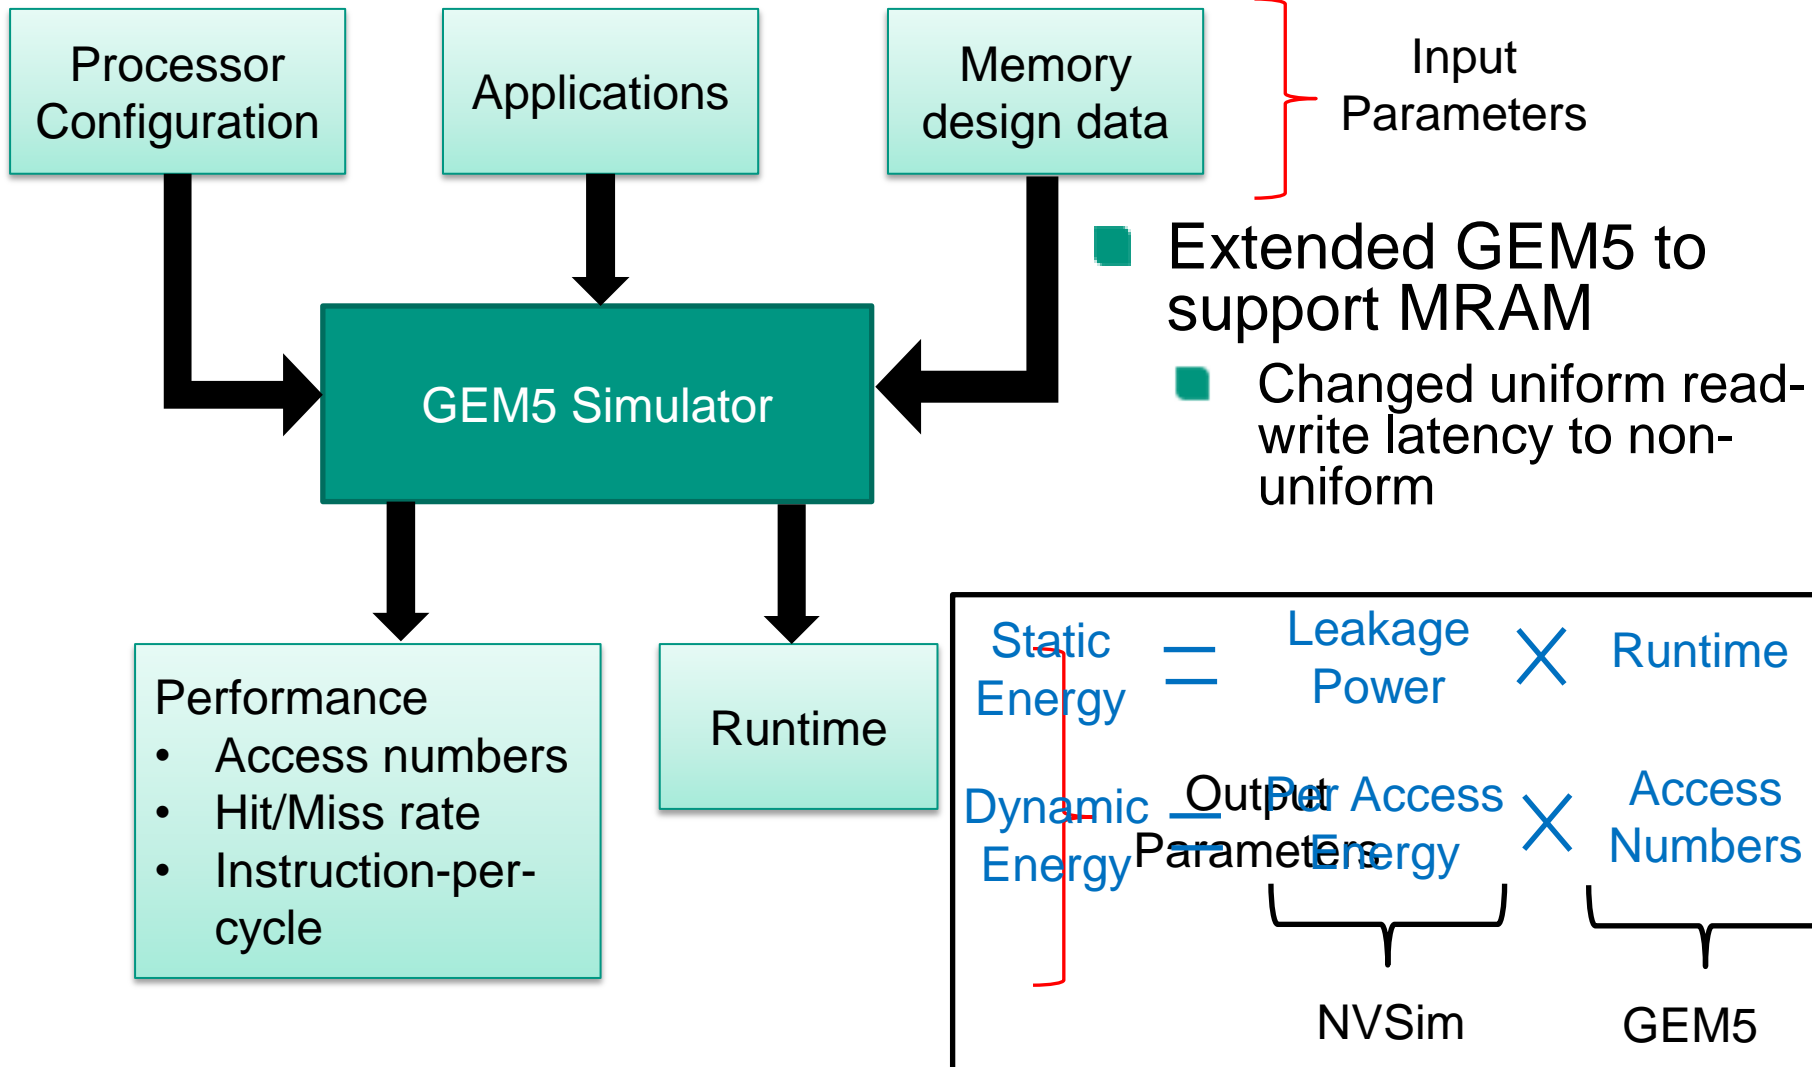 Processor
Configuration
Applications
Memory
design data
Input
Parameters
Extended GEM5 to
support MRAM
Changed uniform read-
write latency to non-
uniform
GEM5 Simulator
Performance
• Access numbers
• Hit/Miss rate
• Instruction-per-
cycle
Runtime
Static
Energy
=
Leakage
Power
×
Runtime
Dynamic
Energy
=
Per Access
Energy
×
Access
Numbers
Output
Parameters
NVSim
GEM5